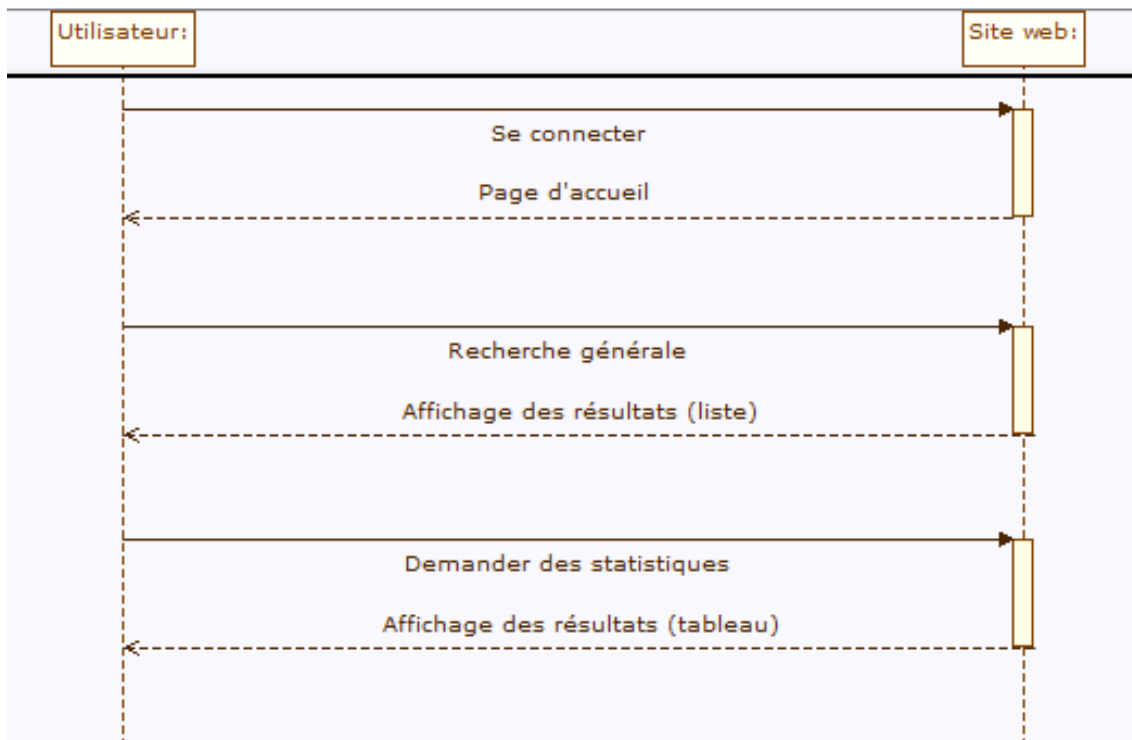 Utilisateur:
Site web:
Se connecter
Page d'accueil
Recherche générale
Affichage des résultats (liste)
Demander des statistiques
Affichage des résultats (tableau)